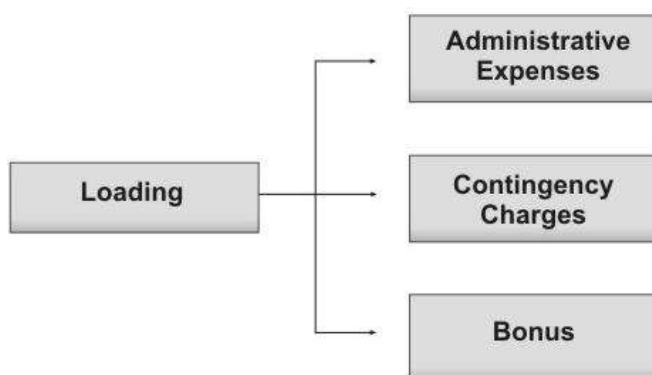 Administrative
Expenses
Loading
Contingency
Charges
Bonus